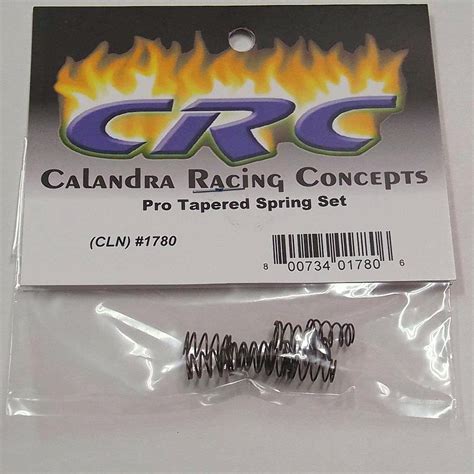 CRC
Calandra Racing Concepts
Pro Tapered Spring Set
(CLN) #1780
8 00734 01780 6